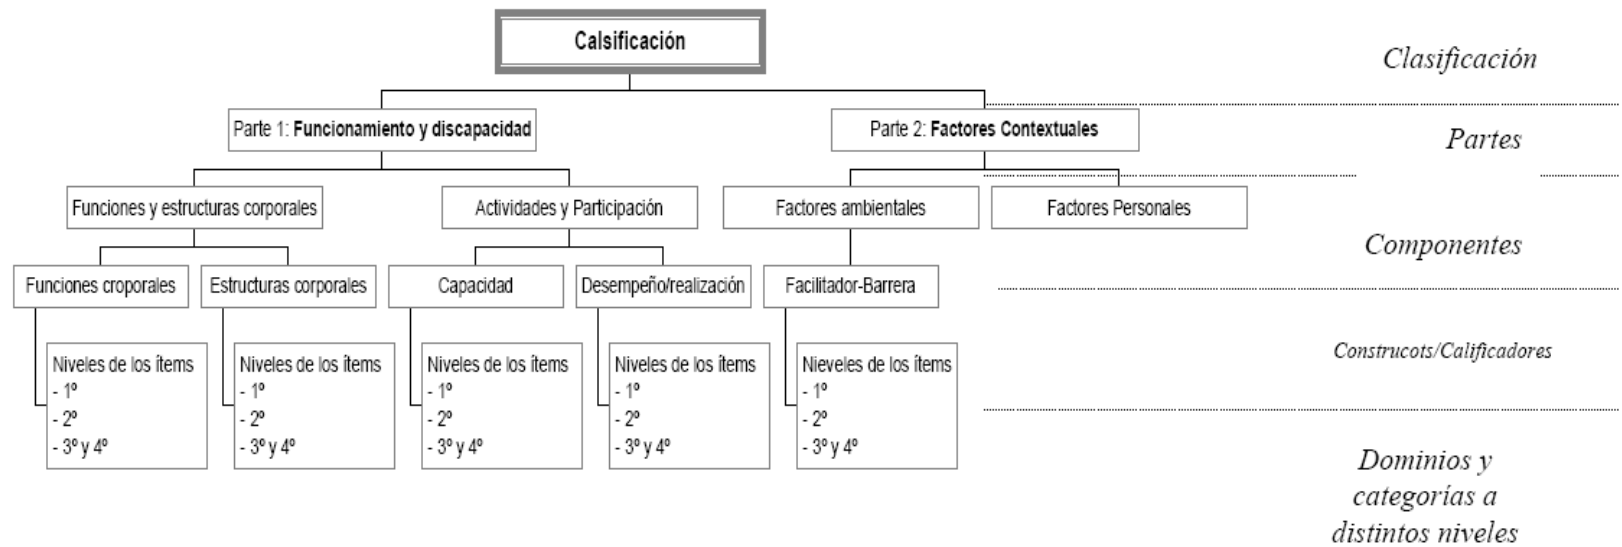 Calsificación
Clasificación
Parte 1: Funcionamiento y discapacidad
Parte 2: Factores Contextuales
Partes
Funciones y estructuras corporales
Actividades y Participación
Factores ambientales
Factores Personales
Componentes
Funciones croporales
Estructuras corporales
Capacidad
Desempeño/realización
Facilitador-Barrera
Construcots/Calificadores
Niveles de los ítems
- 1º
- 2º
- 3º y 4º
Niveles de los ítems
- 1º
- 2º
- 3º y 4º
Niveles de los ítems
- 1º
- 2º
- 3º y 4º
Niveles de los ítems
- 1º
- 2º
- 3º y 4º
Nieveles de los ítems
- 1º
- 2º
- 3º y 4º
Dominios y
categorías a
distintos niveles